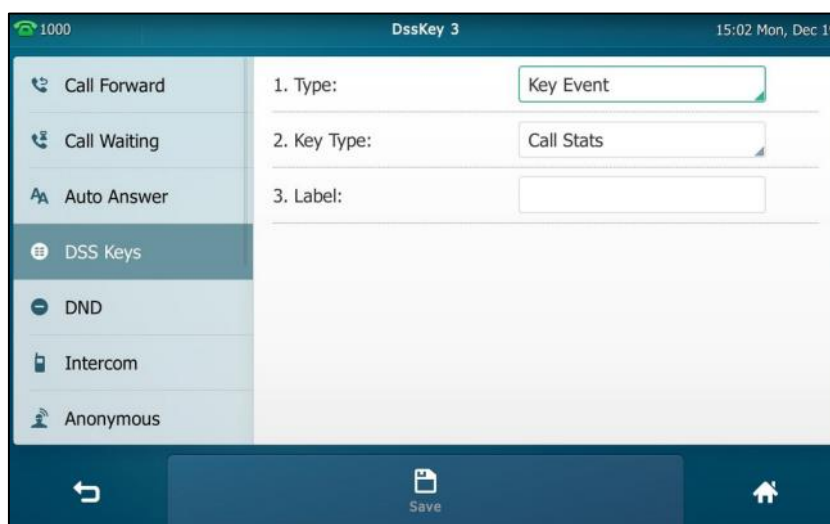 1000 DssKey 3 15:02 Mon, Dec 1
Call Forward
Call Waiting
AA Auto Answer
DSS Keys
DND
Intercom
Anonymous
1. Type: Key Event
2. Key Type: Call Stats
3. Label:
Save